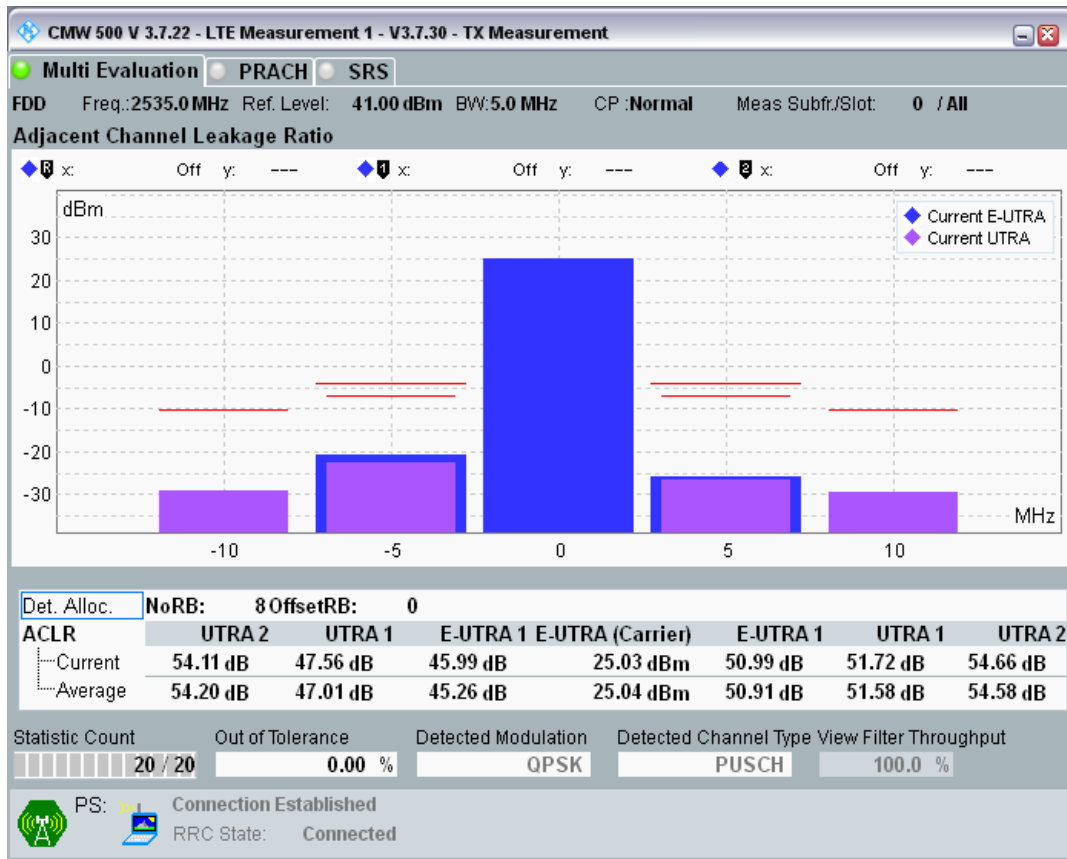 CMW 500 V 3.7.22 - LTE Measurement 1 - V3.7.30 - TX Measurement
Multi Evaluation PRACH SRS
FDD Freq.:2535.0 MHz Ref. Level: 41.00 dBm BW:5.0 MHz CP :Normal Meas Subfr./Slot: 0 / All
Adjacent Channel Leakage Ratio
R x: Off y: --- 1 x: Off y: --- 2 x: Off y: ---
dBm
Current E-UTRA
Current UTRA
30
20
10
0
-10
-20
-30
MHz
-10 -5 0 5 10
Det. Alloc. NoRB: 8 OffsetRB: 0
ACLR UTRA 2 UTRA 1 E-UTRA 1 E-UTRA (Carrier) E-UTRA 1 UTRA 1 UTRA 2
Current 54.11 dB 47.56 dB 45.99 dB 25.03 dBm 50.99 dB 51.72 dB 54.66 dB
Average 54.20 dB 47.01 dB 45.26 dB 25.04 dBm 50.91 dB 51.58 dB 54.58 dB
Statistic Count Out of Tolerance Detected Modulation Detected Channel Type View Filter Throughput
20 / 20 0.00 % QPSK PUSCH 100.0 %
PS: Connection Established
RRC State: Connected